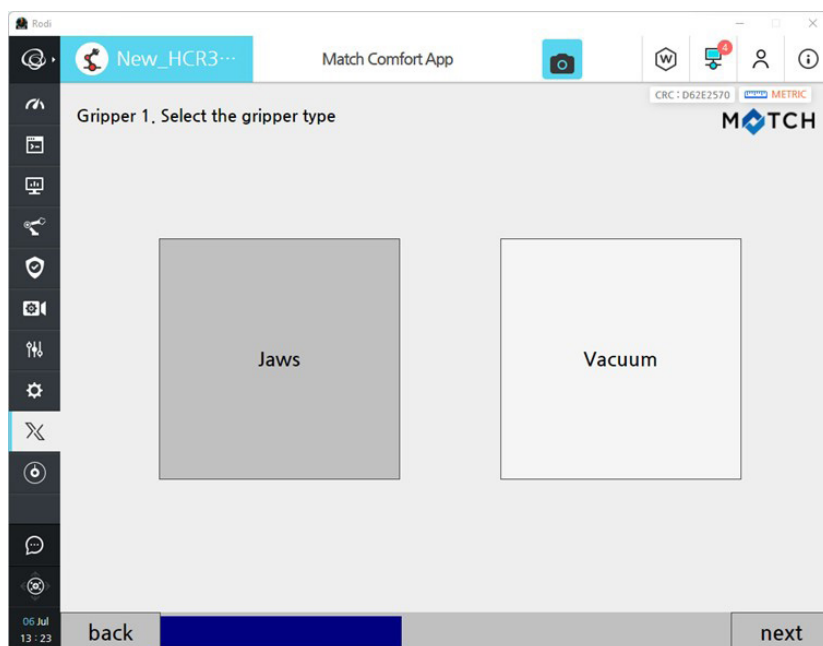 Rodi
New_HCR3···
Match Comfort App
W
4
CRC : D62E2570
METRIC
Gripper 1. Select the gripper type
MATCH
Jaws
Vacuum
06 Jul
13 : 23
back
next